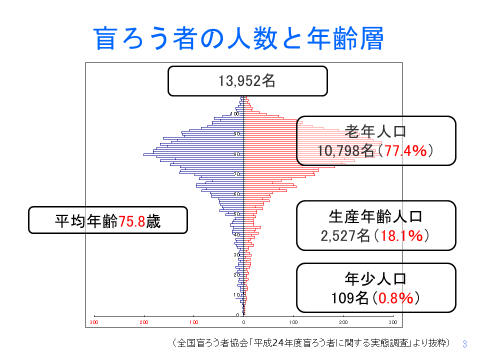 盲ろう者の人数と年齢層
13,952名
老年人口
10,798名(77.4%)
平均年齢75.8歳
生産年齢人口
2,527名(18.1%)
年少人口
109名(0.8%)
300 200 100 0 100 200 300
(全国盲ろう者協会「平成24年度盲ろう者に関する実態調査」より抜粋)
3